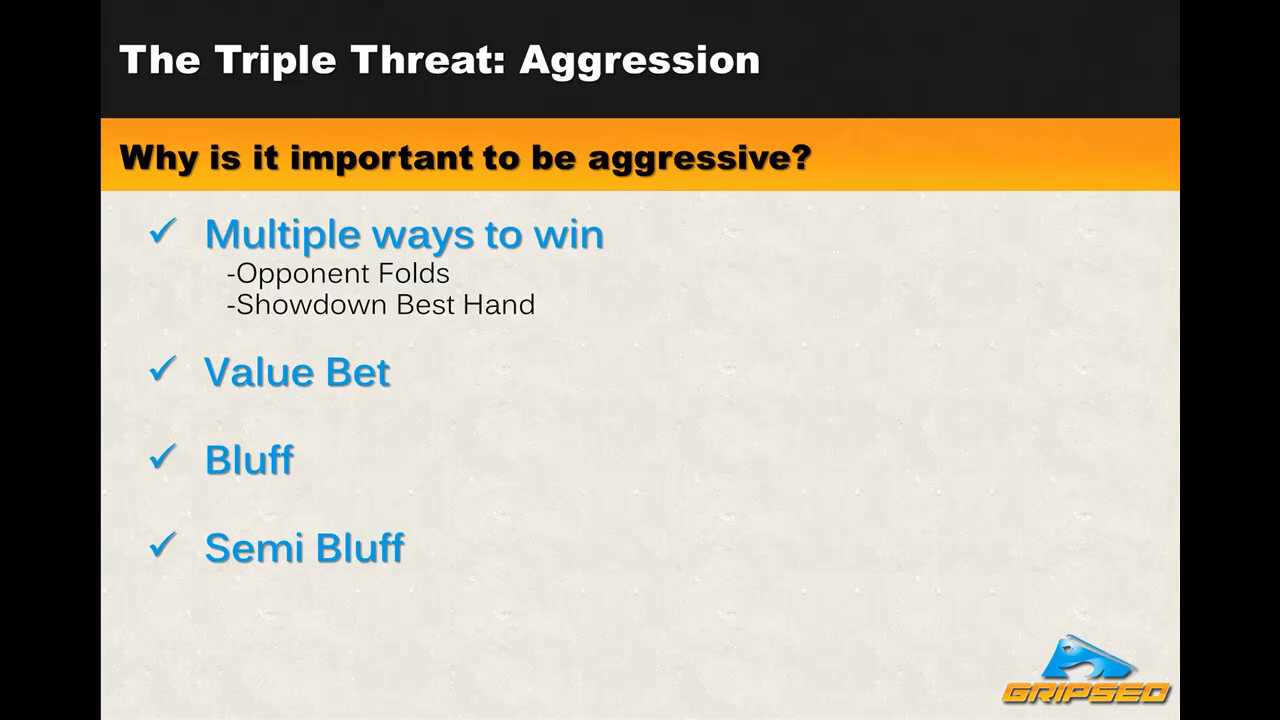 The Triple Threat: Aggression
Why is it important to be aggressive?
✓ Multiple ways to win
-Opponent Folds
-Showdown Best Hand
✓ Value Bet
✓ Bluff
✓ Semi Bluff
GRIPSED